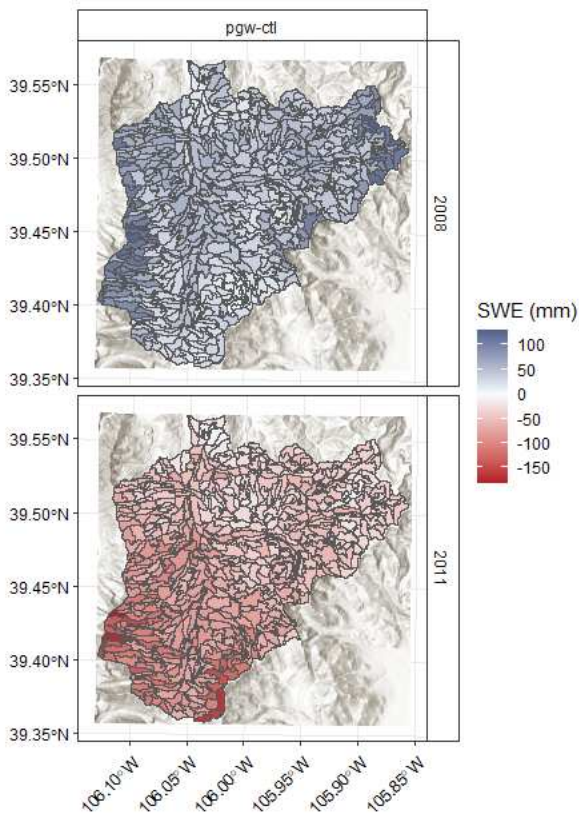 pgw-ctl
39.55°N
39.50°N
39.45°N
39.40°N
39.35°N
2008
SWE (mm)
100
50
0
-50
-100
-150
39.55°N
39.50°N
39.45°N
39.40°N
39.35°N
2011
106.10°W
106.05°W
106.00°W
105.95°W
105.90°W
105.85°W